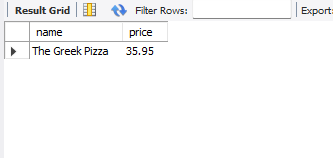 Result Grid Filter Rows: Export:
name price
The Greek Pizza 35.95